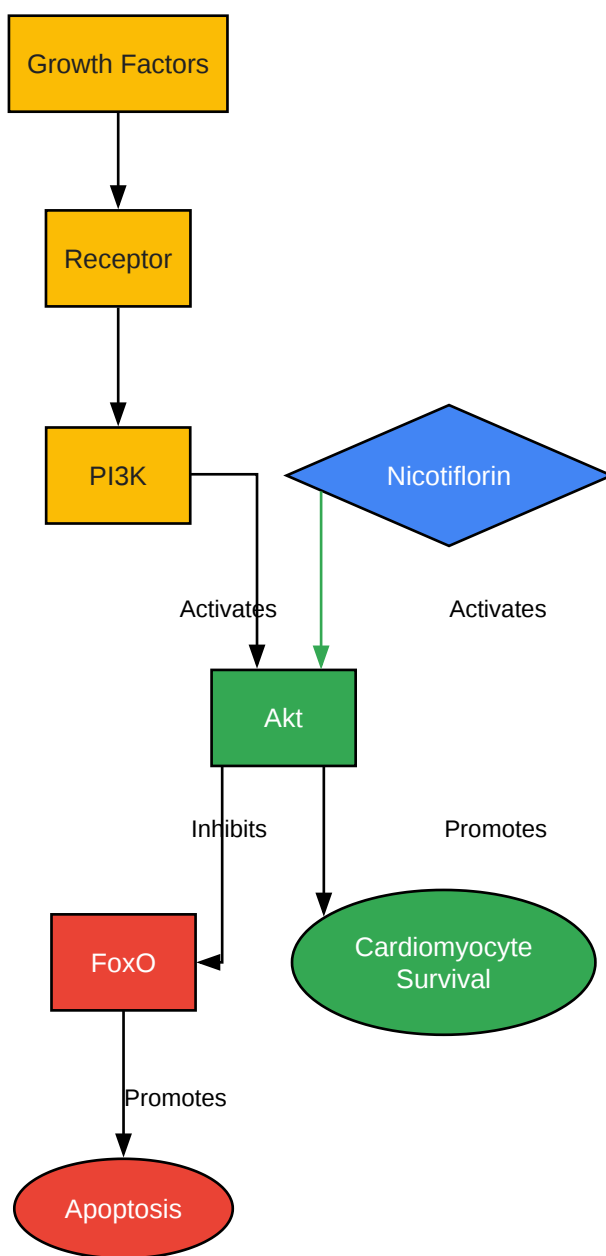 Growth Factors
Receptor
PI3K
Nicotiflorin
Activates
Activates
Akt
Inhibits
Promotes
FoxO
Cardiomyocyte
Survival
Promotes
Apoptosis